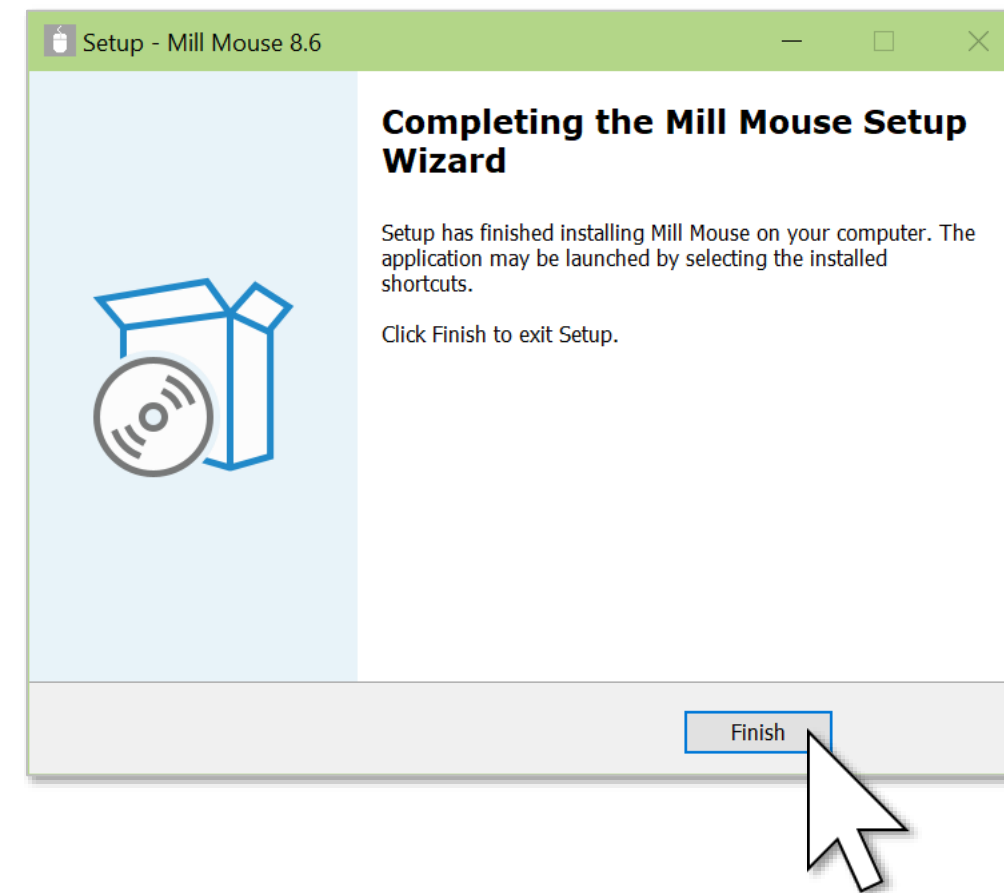 Setup - Mill Mouse 8.6
Completing the Mill Mouse Setup
Wizard
Setup has finished installing Mill Mouse on your computer. The
application may be launched by selecting the installed
shortcuts.
Click Finish to exit Setup.
Finish